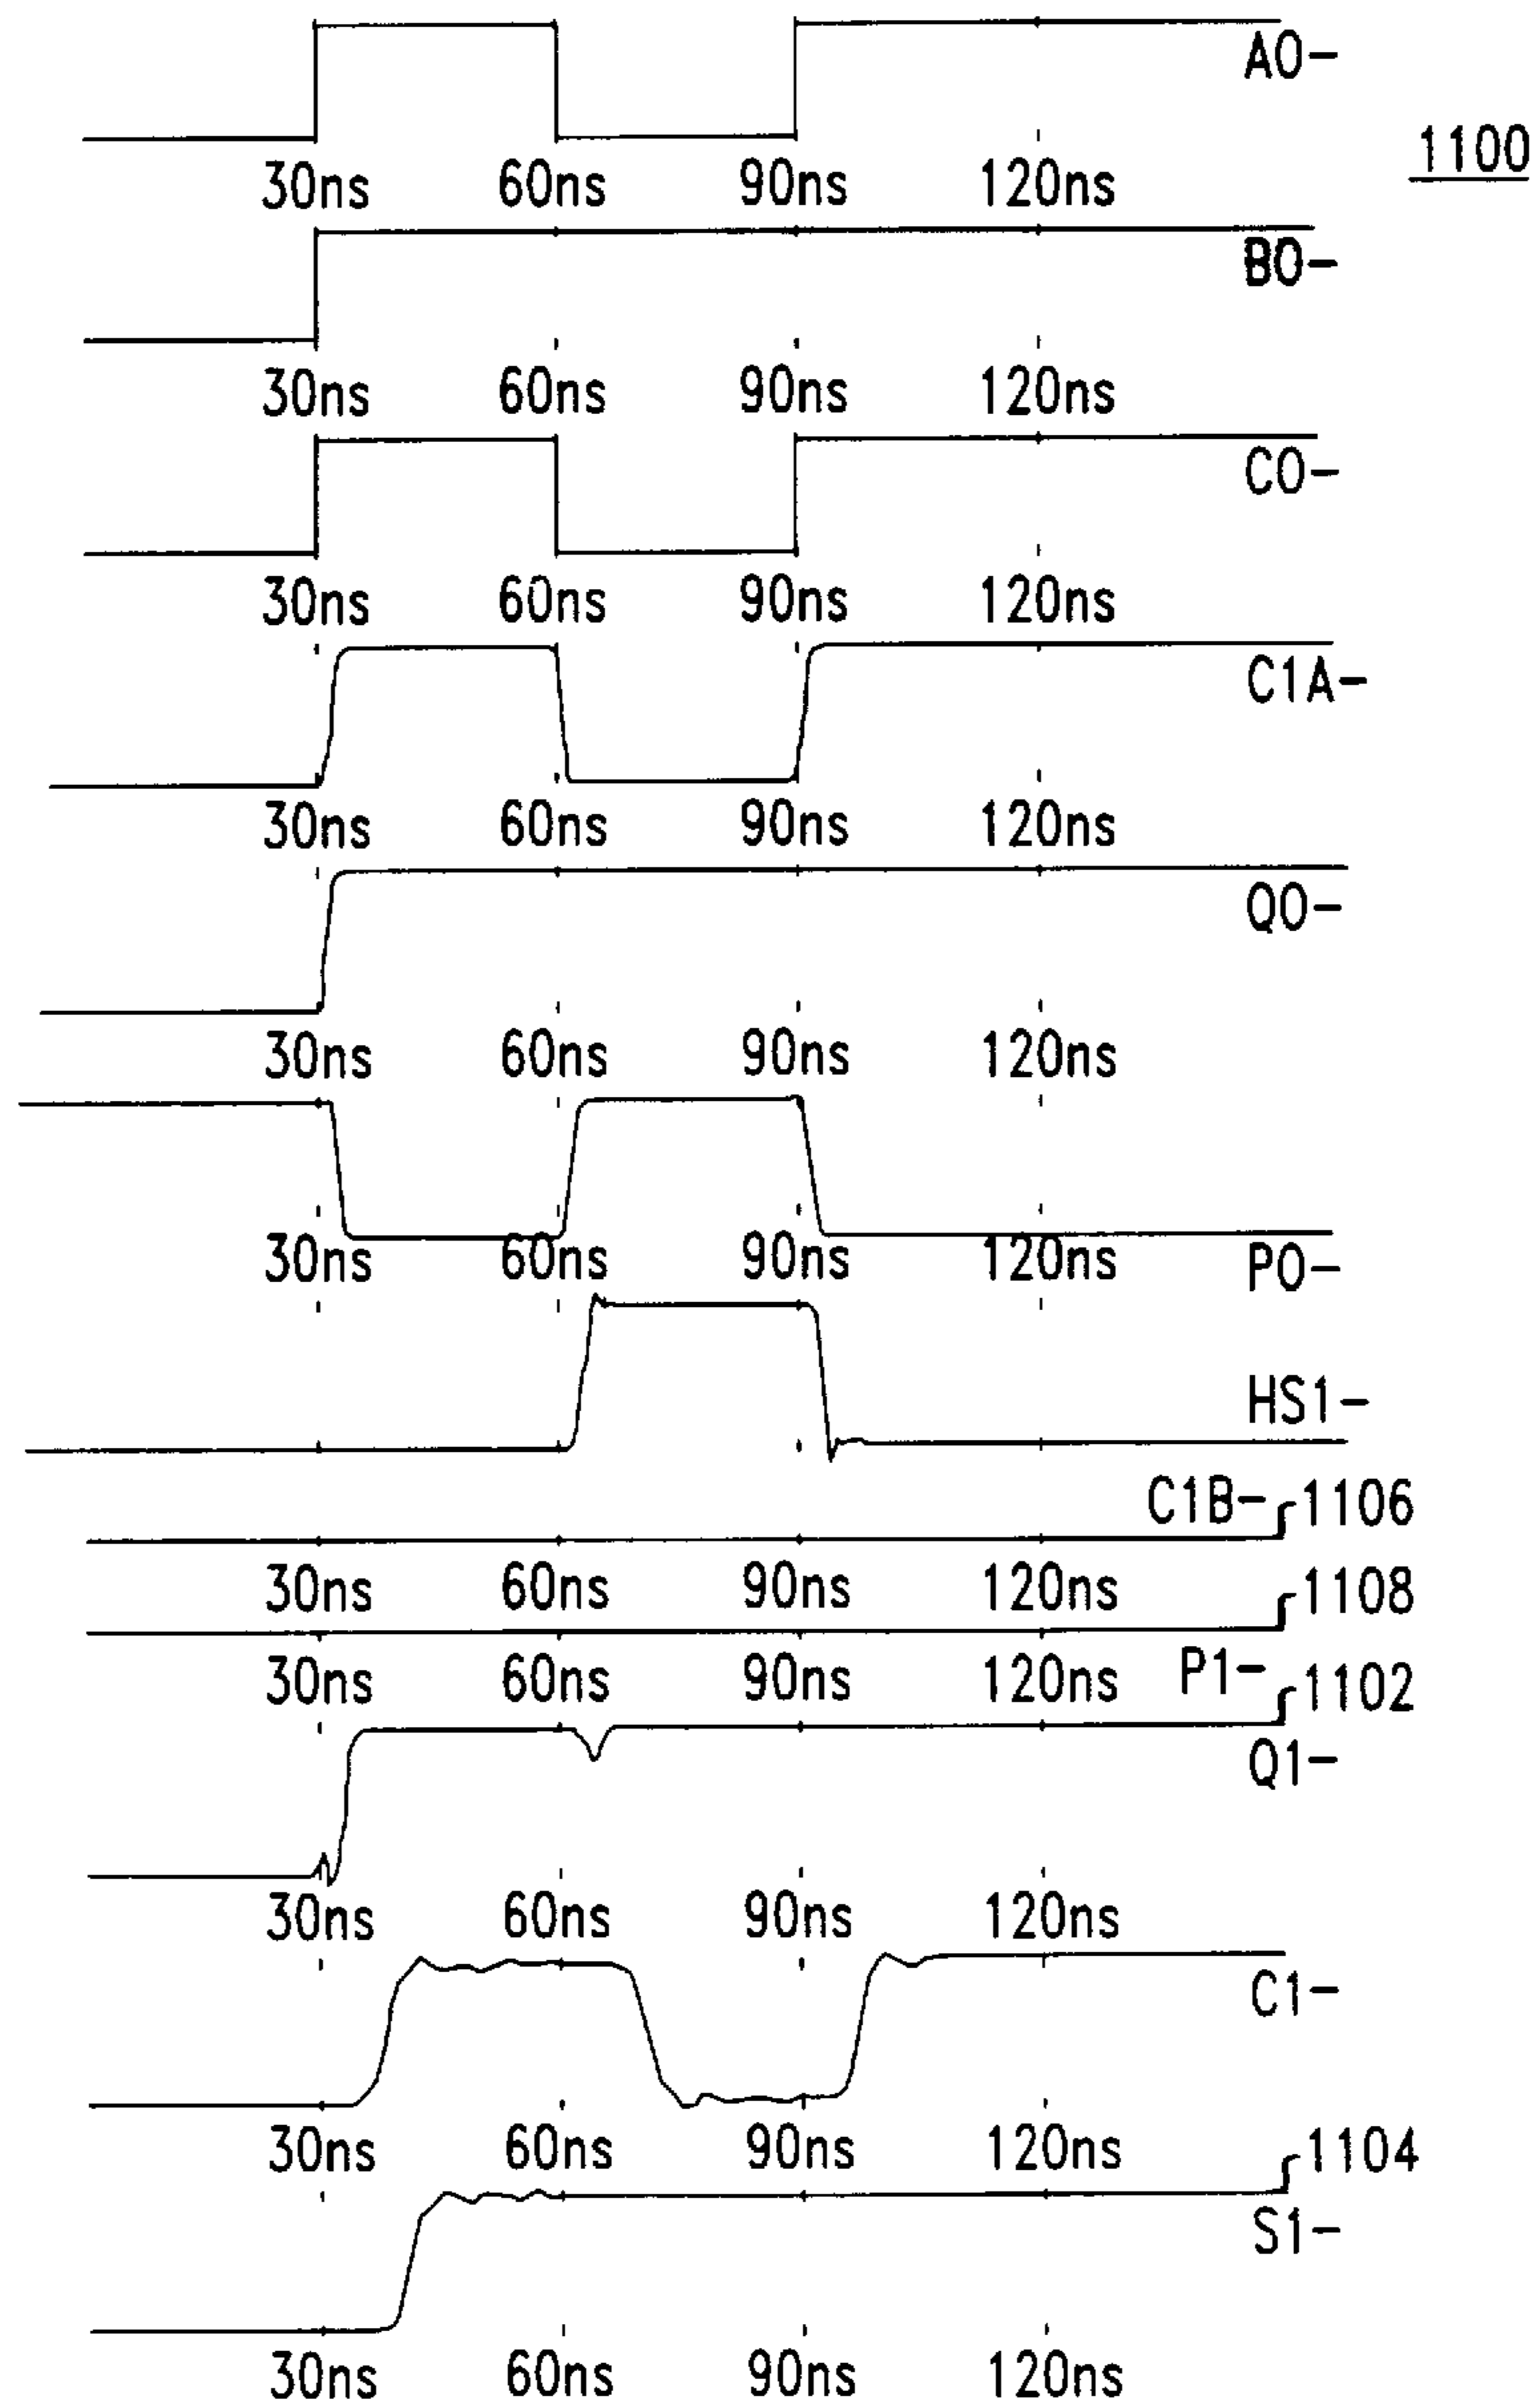 A0-
1100
30ns 60ns 90ns 120ns
B0-
30ns 60ns 90ns 120ns
C0-
30ns 60ns 90ns 120ns
C1A-
30ns 60ns 90ns 120ns
Q0-
30ns 60ns 90ns 120ns
30ns 60ns 90ns 120ns
P0-
HS1-
C1B- 1106
30ns 60ns 90ns 120ns
1108
30ns 60ns 90ns 120ns P1- 1102
Q1-
30ns 60ns 90ns 120ns
C1-
30ns 60ns 90ns 120ns 1104
S1-
30ns 60ns 90ns 120ns